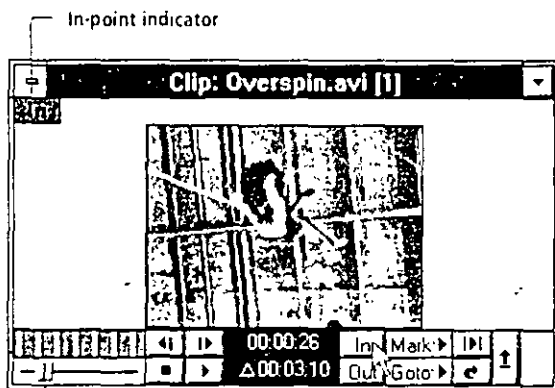 In-point indicator
Clip: Overspin.avi [1]
In
00:00:26 In Mark
Δ00:03:10 Out Goto